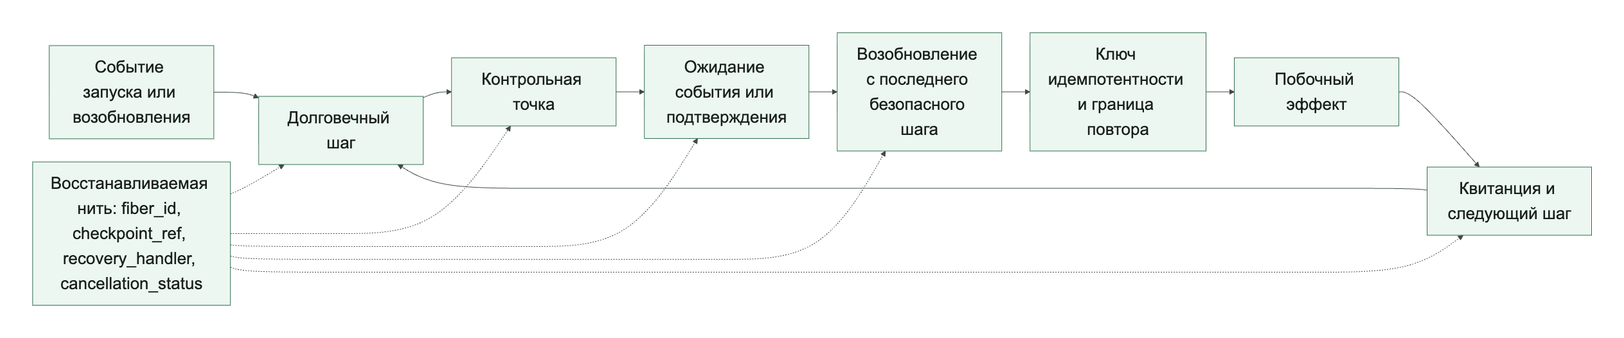 Событие
запуска или
возобновления
Долговечный
шаг
Контрольная
точка
Ожидание
события или
подтверждения
Возобновление
с последнего
безопасного
шага
Ключ
идемпотентности
и граница
повтора
Побочный
эффект
Квитанция и
следующий шаг
Восстанавливаемая
нить: fiber_id,
checkpoint_ref,
recovery_handler,
cancellation_status